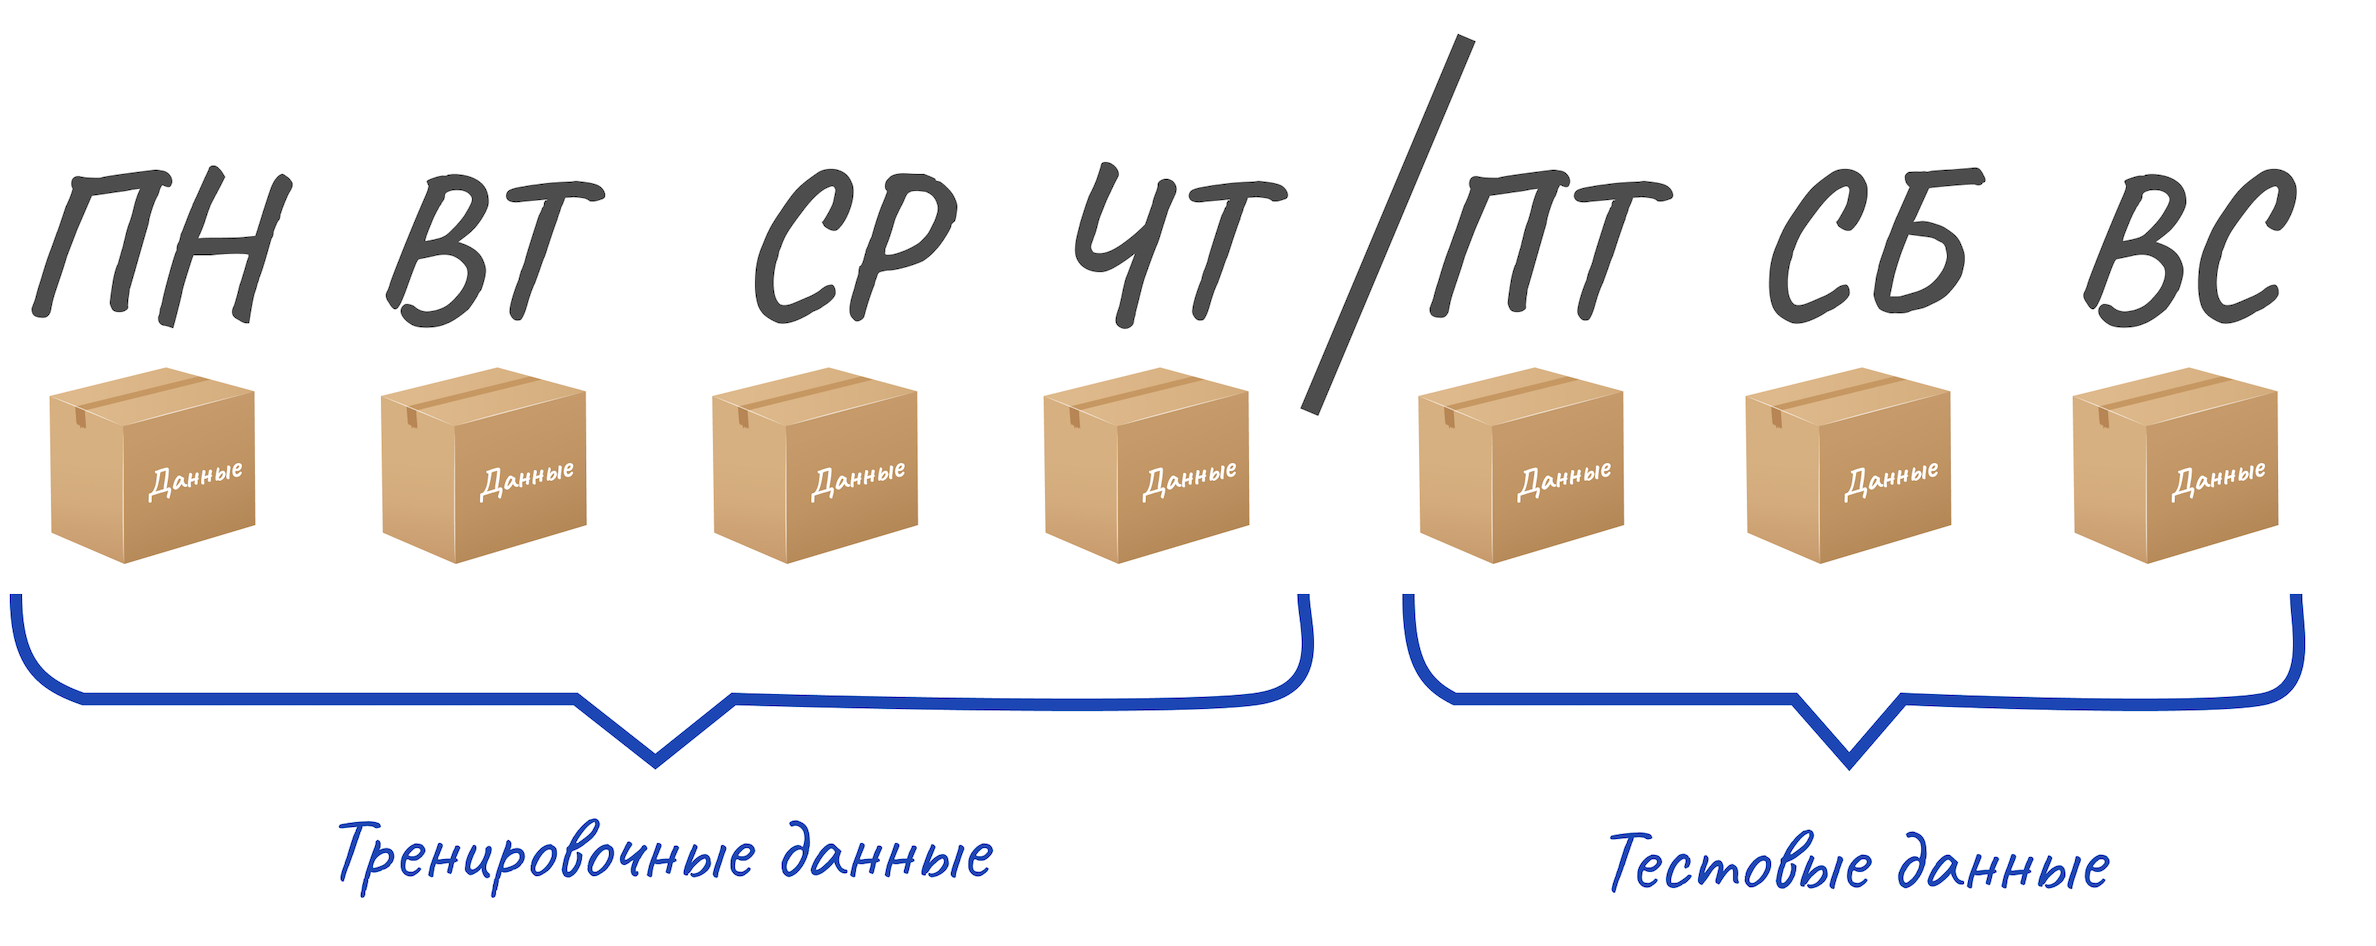 ПН ВТ СР ЧТ / ПТ СБ ВС
Данные Данные Данные Данные Данные Данные Данные
Тренировочные данные Тестовые данные